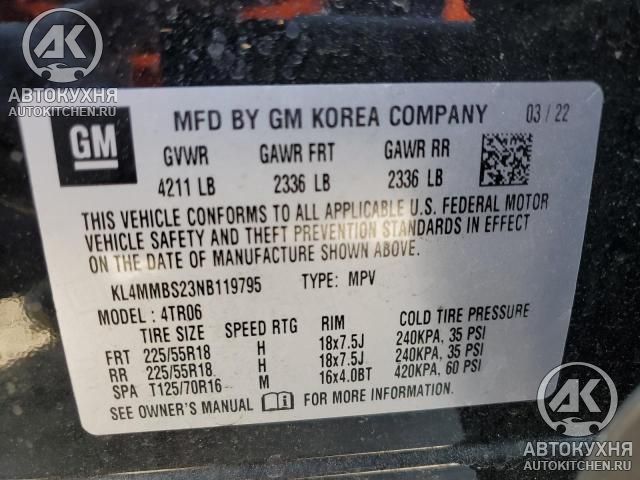 AK
АВТОКУХНЯ
AUTOKITCHEN.RU
GM
MFD BY GM KOREA COMPANY 03 / 22
GVWR GAWR FRT GAWR RR
4211 LB 2336 LB 2336 LB
THIS VEHICLE CONFORMS TO ALL APPLICABLE U.S. FEDERAL MOTOR
VEHICLE SAFETY AND THEFT PREVENTION STANDARDS IN EFFECT
ON THE DATE OF MANUFACTURE SHOWN ABOVE.
KL4MMBS23NB119795 TYPE: MPV
MODEL: 4TR06
TIRE SIZE SPEED RTG RIM COLD TIRE PRESSURE
FRT 225/55R18 H 18x7.5J 240KPA, 35 PSI
RR 225/55R18 H 18x7.5J 240KPA, 35 PSI
SPA T125/70R16 M 16x4.0BT 420KPA, 60 PSI
SEE OWNER'S MANUAL i FOR MORE INFORMATION.
AK
АВТОКУХНЯ
AUTOKITCHEN.RU